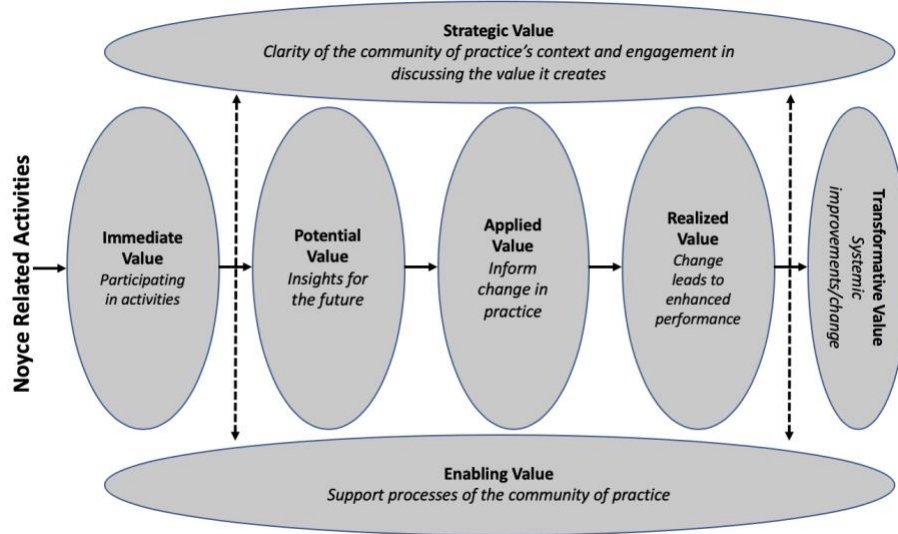 Strategic Value
Clarity of the community of practice's context and engagement in
discussing the value it creates
Noyce Related Activities
Immediate
Value
Participating
in activities
Potential
Value
Insights for
the future
Applied
Value
Inform
change in
practice
Realized
Value
Change
leads to
enhanced
performance
Transformative Value
Systemic
improvements/change
Enabling Value
Support processes of the community of practice